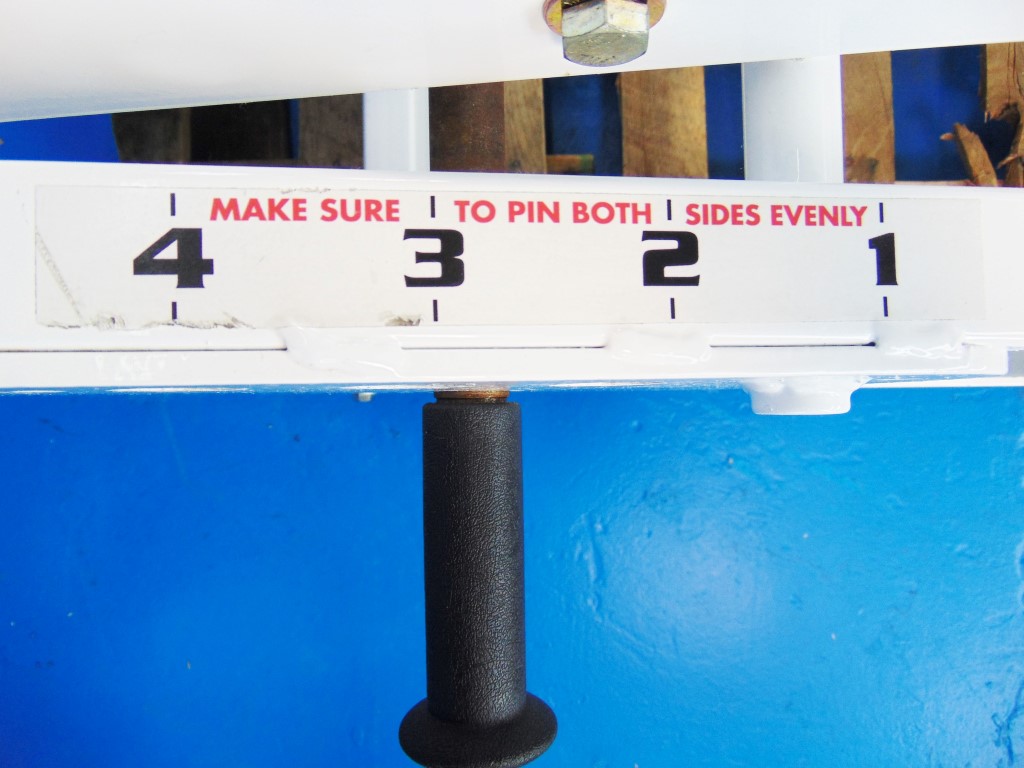 MAKE SURE TO PIN BOTH SIDES EVENLY
4 3 2 1